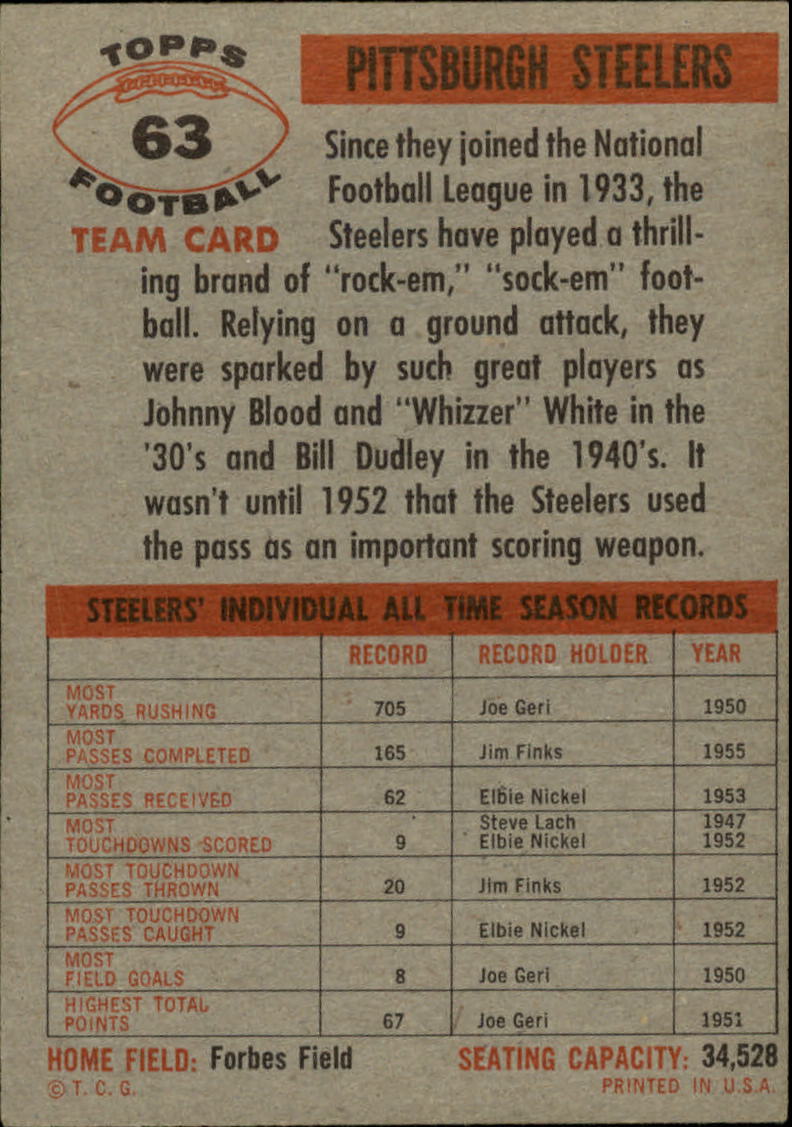 TOPPS
63
FOOTBALL
TEAM CARD
PITTSBURGH STEELERS
Since they joined the National
Football League in 1933, the
Steelers have played a thrill-
ing brand of "rock-em," "sock-em" foot-
ball. Relying on a ground attack, they
were sparked by such great players as
Johnny Blood and "Whizzer" White in the
'30's and Bill Dudley in the 1940's. It
wasn't until 1952 that the Steelers used
the pass as an important scoring weapon.
STEELERS' INDIVIDUAL ALL TIME SEASON RECORDS
RECORD RECORD HOLDER YEAR
MOST
YARDS RUSHING 705 Joe Geri 1950
MOST
PASSES COMPLETED 165 Jim Finks 1955
MOST
PASSES RECEIVED 62 Elbie Nickel 1953
MOST Steve Lach 1947
TOUCHDOWNS SCORED 9 Elbie Nickel 1952
MOST TOUCHDOWN
PASSES THROWN 20 Jim Finks 1952
MOST TOUCHDOWN
PASSES CAUGHT 9 Elbie Nickel 1952
MOST
FIELD GOALS 8 Joe Geri 1950
HIGHEST TOTAL
POINTS 67 Joe Geri 1951
HOME FIELD: Forbes Field SEATING CAPACITY: 34,528
© T. C. G. PRINTED IN U.S.A.